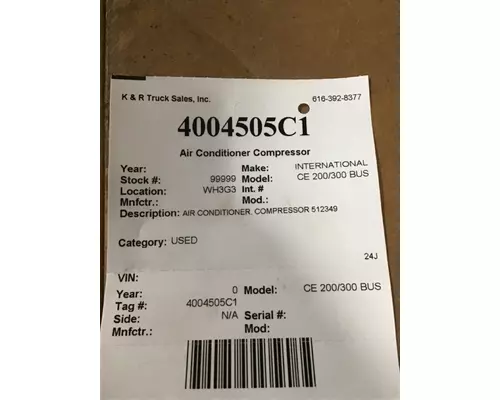 K & R Truck Sales, Inc. 616-392-8377
4004505C1
Air Conditioner Compressor
Year: Make: INTERNATIONAL
Stock #: 99999 Model: CE 200/300 BUS
Location: WH3G3 Int. #
Mnfctr.: Mod.:
Description: AIR CONDITIONER, COMPRESSOR 512349
Category: USED
24J
VIN:
Year: 0 Model: CE 200/300 BUS
Tag #: 4004505C1
Side: N/A Serial #:
Mnfctr.: Mod: